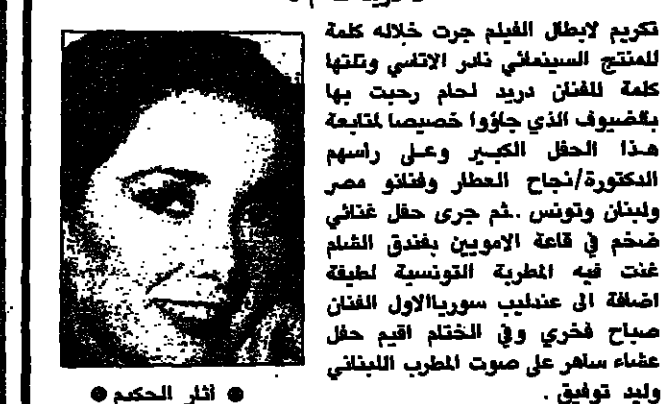 تكريم لابطال الفيلم جرت خلاله كلمة
للمنتج السينمائي نادر الاتاسي وتلتها
كلمة للفنان دريد لحام رحبت بها
بالضيوف الذي جاؤوا خصيصا لمتابعة
هذا الحفل الكبير وعلى راسهم
الدكتورة/نجاح العطار وفنانو مصر
ولبنان وتونس ..ثم جرى حفل غنائي
ضخم في قاعة الامويين بفندق الشام
غنت فيه المطربة التونسية لطيفة
اضافة الى عندليب سورياالاول الفنان
صباح فخري وفي الختام اقيم حفل
عشاء ساهر على صوت المطرب اللبناني
وليد توفيق .
● أثار الحكيم ●